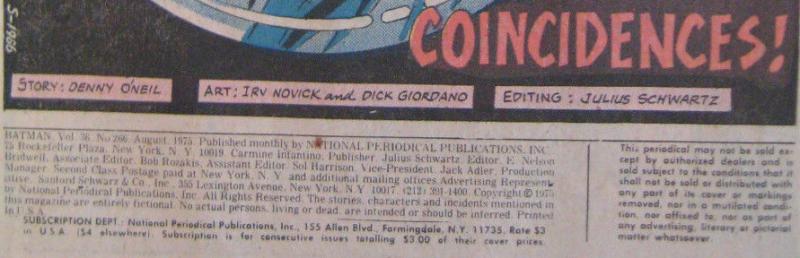 COINCIDENCES!
S-1966
STORY: DENNY O'NEIL
ART: IRV NOVICK and DICK GIORDANO
EDITING: JULIUS SCHWARTZ
BATMAN, Vol. 36, No 266, August, 1975. Published monthly by NATIONAL PERIODICAL PUBLICATIONS, INC.
75 Rockefeller Plaza, New York, N. Y. 10019. Carmine Infantino, Publisher. Julius Schwartz, Editor. E. Nelson
Bridwell, Associate Editor. Bob Rozakis, Assistant Editor. Sol Harrison, Vice-President. Jack Adler, Production
Manager. Second Class Postage paid at New York, N. Y. and additional mailing offices. Advertising Represent-
ative, Sanford Schwartz & Co., Inc. 355 Lexington Avenue, New York, N.Y. 10017 (212) 391-1400. Copyright © 1975
by National Periodical Publications, Inc. All Rights Reserved. The stories, characters and incidents mentioned in
this magazine are entirely fictional. No actual persons, living or dead, are intended or should be inferred. Printed
in U.S.A.
SUBSCRIPTION DEPT.: National Periodical Publications, Inc., 155 Allen Blvd., Farmingdale, N.Y. 11735. Rate $3
in U.S.A. ($4 elsewhere). Subscription is for consecutive issues totalling $3.00 of their cover prices.
This periodical may not be sold ex-
cept by authorized dealers and is
sold subject to the conditions that it
shall not be sold or distributed with
any part of its cover or markings
removed, nor in a mutilated condi-
tion, nor affixed to, nor as part of
any advertising, literary or pictorial
matter whatsoever.